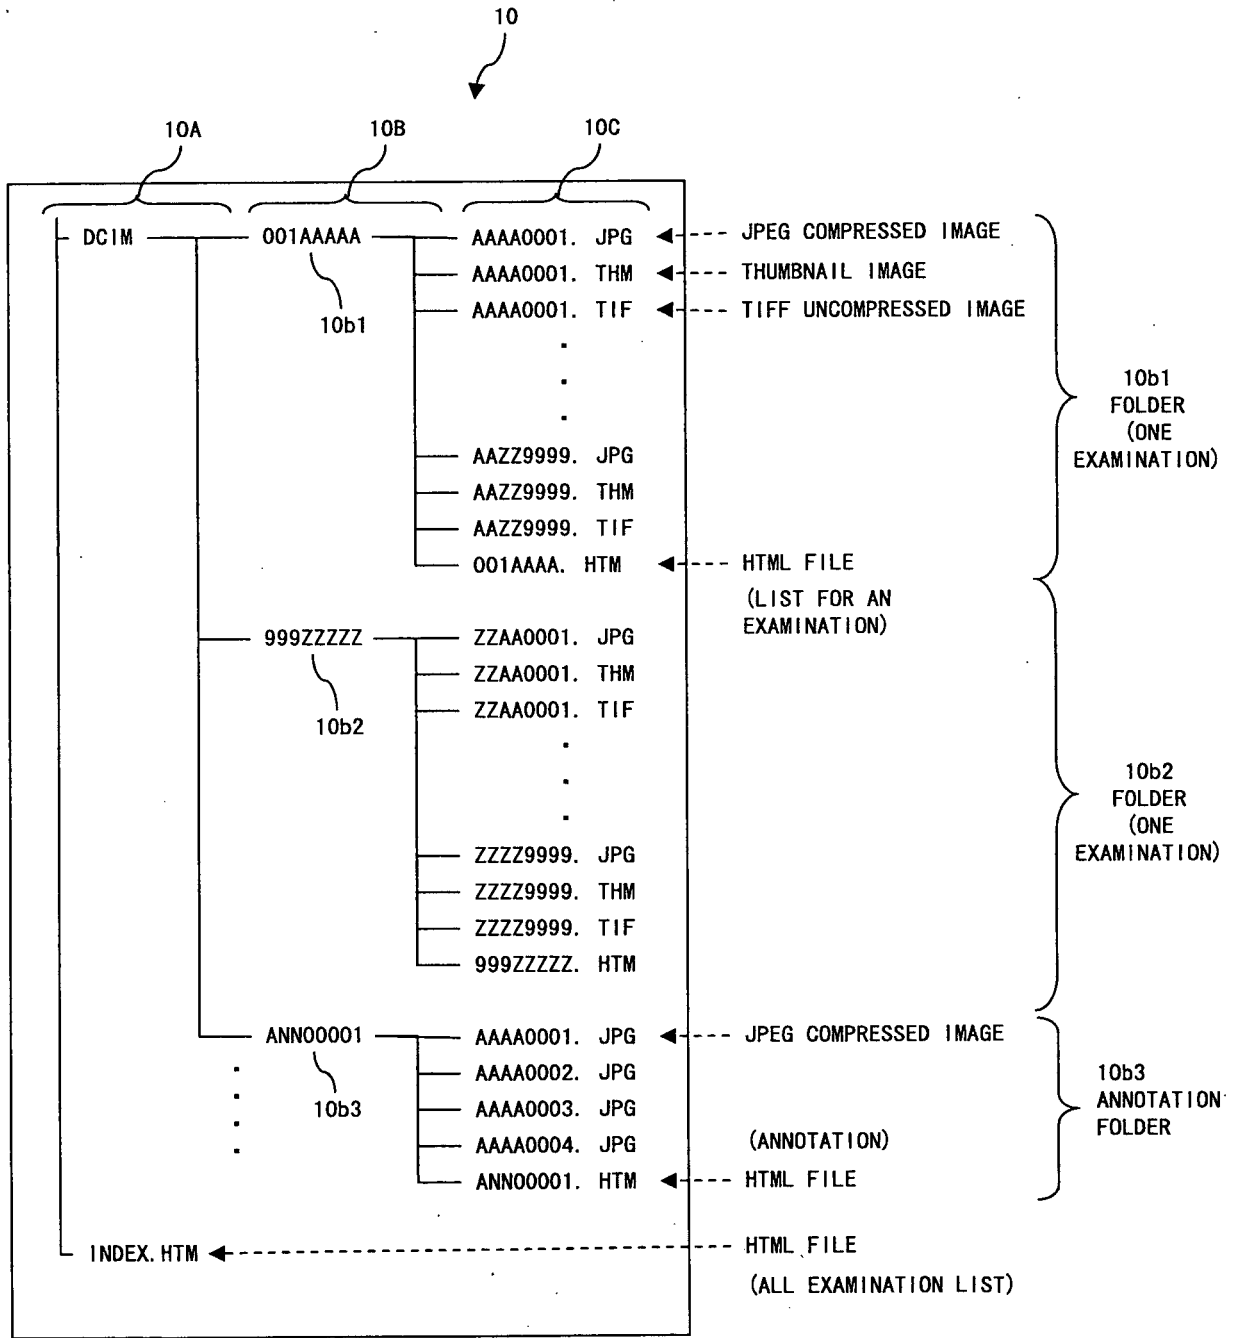 10
10A 10B 10C
DCIM 001AAAAA AAAA0001. JPG JPEG COMPRESSED IMAGE
AAAA0001. THM THUMBNAIL IMAGE
10b1 AAAA0001. TIF TIFF UNCOMPRESSED IMAGE
10b1
FOLDER
(ONE
EXAMINATION)
AAZZ9999. JPG
AAZZ9999. THM
AAZZ9999. TIF
001AAAA. HTM HTML FILE
(LIST FOR AN
EXAMINATION)
999ZZZZZ ZZAA0001. JPG
ZZAA0001. THM
10b2 ZZAA0001. TIF
10b2
FOLDER
(ONE
EXAMINATION)
ZZZZ9999. JPG
ZZZZ9999. THM
ZZZZ9999. TIF
999ZZZZZ. HTM
ANN00001 AAAA0001. JPG JPEG COMPRESSED IMAGE
AAAA0002. JPG
10b3 AAAA0003. JPG
10b3
ANNOTATION
FOLDER
AAAA0004. JPG (ANNOTATION)
ANN00001. HTM HTML FILE
INDEX.HTM HTML FILE
(ALL EXAMINATION LIST)